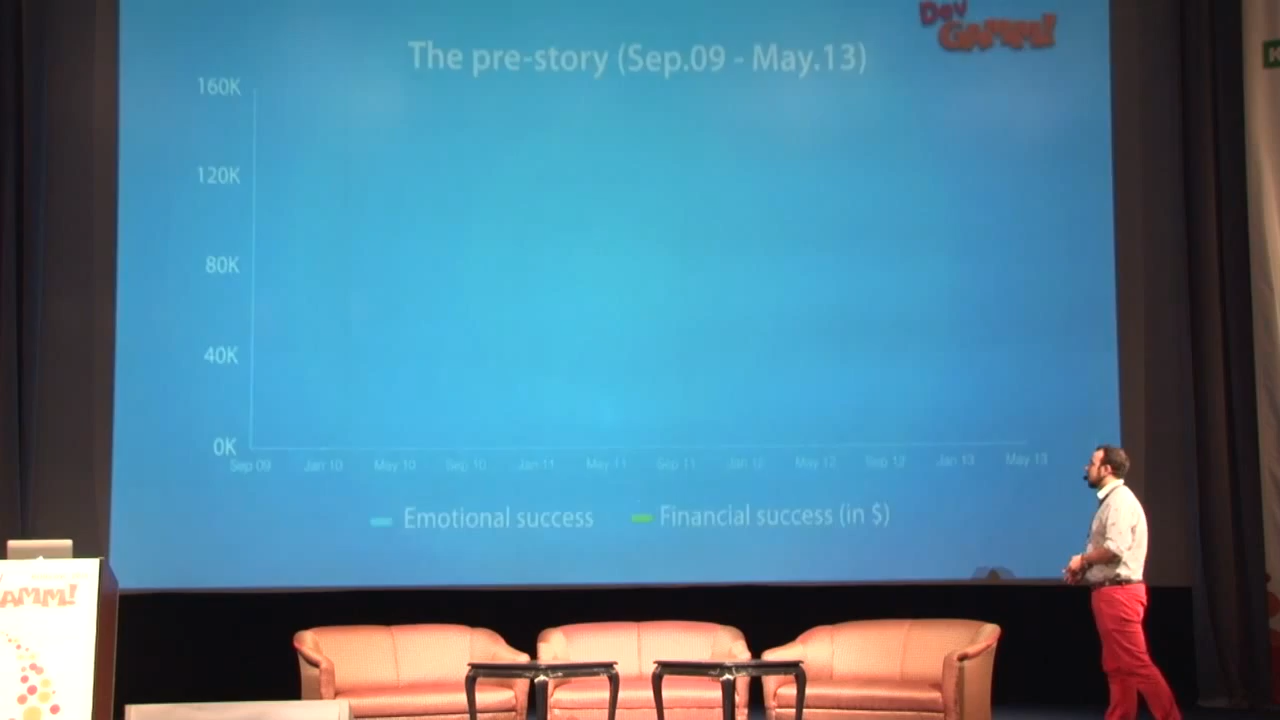 Dev
GAMM!
The pre-story (Sep.09 - May.13)
160K
120K
80K
40K
0K
Sep 09 Jan 10 May 10 Sep 10 Jan 11 May 11 Sep 11 Jan 12 May 12 Sep 12 Jan 13 May 13
Emotional success Financial success (in $)
AMM!